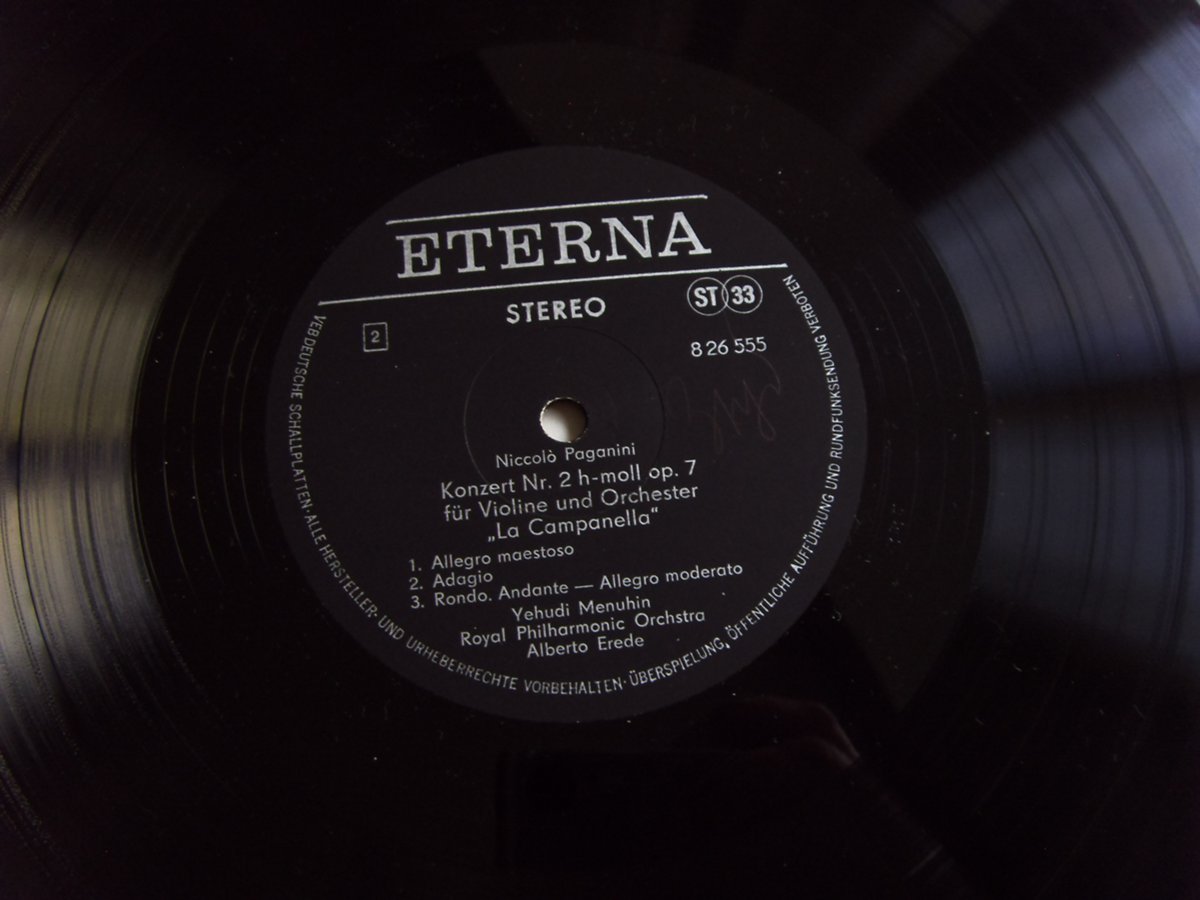 ETERNA
STEREO
ST 33
2
8 26 555
Niccolò Paganini
Konzert Nr. 2 h-moll op. 7
für Violine und Orchester
„La Campanella“
1. Allegro maestoso
2. Adagio
3. Rondo. Andante — Allegro moderato
Yehudi Menuhin
Royal Philharmonic Orchstra
Alberto Erede
VEB DEUTSCHE SCHALLPLATTEN · ALLE HERSTELLER- UND URHEBERRECHTE VORBEHALTEN · ÜBERSPIELUNG, ÖFFENTLICHE AUFFÜHRUNG UND RUNDFUNKSENDUNG VERBOTEN